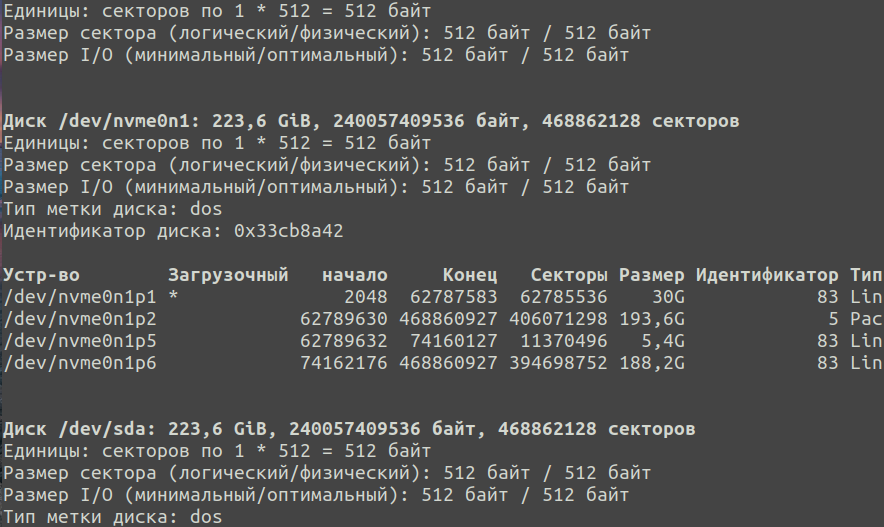 Единицы: секторов по 1 * 512 = 512 байт
Размер сектора (логический/физический): 512 байт / 512 байт
Размер I/O (минимальный/оптимальный): 512 байт / 512 байт
Диск /dev/nvme0n1: 223,6 GiB, 240057409536 байт, 468862128 секторов
Единицы: секторов по 1 * 512 = 512 байт
Размер сектора (логический/физический): 512 байт / 512 байт
Размер I/O (минимальный/оптимальный): 512 байт / 512 байт
Тип метки диска: dos
Идентификатор диска: 0x33cb8a42
Устр-во Загрузочный начало Конец Секторы Размер Идентификатор Тип
/dev/nvme0n1p1 * 2048 62787583 62785536 30G 83 Lin
/dev/nvme0n1p2 62789630 468860927 406071298 193,6G 5 Рас
/dev/nvme0n1p5 62789632 74160127 11370496 5,4G 83 Lin
/dev/nvme0n1p6 74162176 468860927 394698752 188,2G 83 Lin
Диск /dev/sda: 223,6 GiB, 240057409536 байт, 468862128 секторов
Единицы: секторов по 1 * 512 = 512 байт
Размер сектора (логический/физический): 512 байт / 512 байт
Размер I/O (минимальный/оптимальный): 512 байт / 512 байт
Тип метки диска: dos